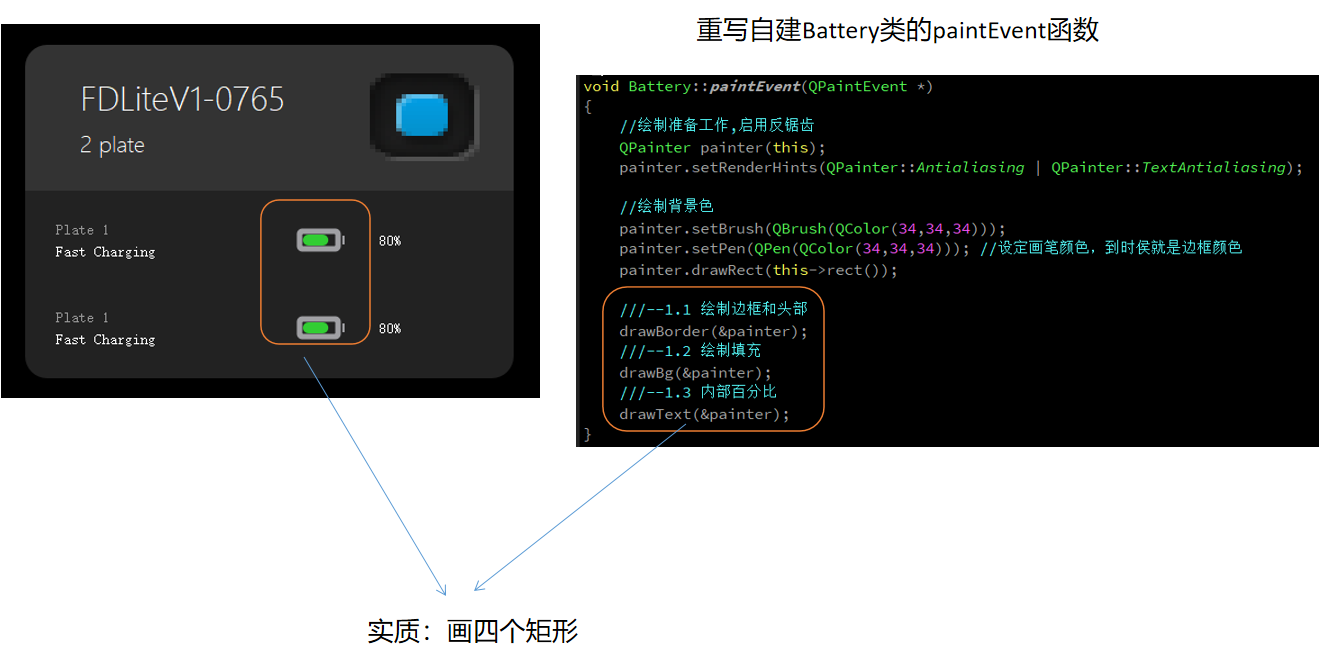 重写自建Battery类的paintEvent函数
FDLiteV1-0765
2 plate
Plate 1
Fast Charging
80%
Plate 1
Fast Charging
80%
void Battery::paintEvent(QPaintEvent *)
{
//绘制准备工作,启用反锯齿
QPainter painter(this);
painter.setRenderHints(QPainter::Antialiasing | QPainter::TextAntialiasing);
//绘制背景色
painter.setBrush(QBrush(QColor(34,34,34)));
painter.setPen(QPen(QColor(34,34,34))); //设定画笔颜色，到时侯就是边框颜色
painter.drawRect(this->rect());
///--1.1 绘制边框和头部
drawBorder(&painter);
///--1.2 绘制填充
drawBg(&painter);
///--1.3 内部百分比
drawText(&painter);
}
实质：画四个矩形